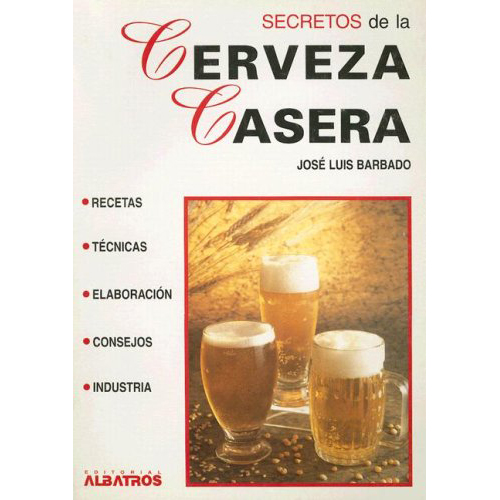 SECRETOS de la
CERVEZA
CASERA
JOSÉ LUIS BARBADO
• RECETAS
• TÉCNICAS
• ELABORACIÓN
• CONSEJOS
• INDUSTRIA
EDITORIAL
ALBATROS